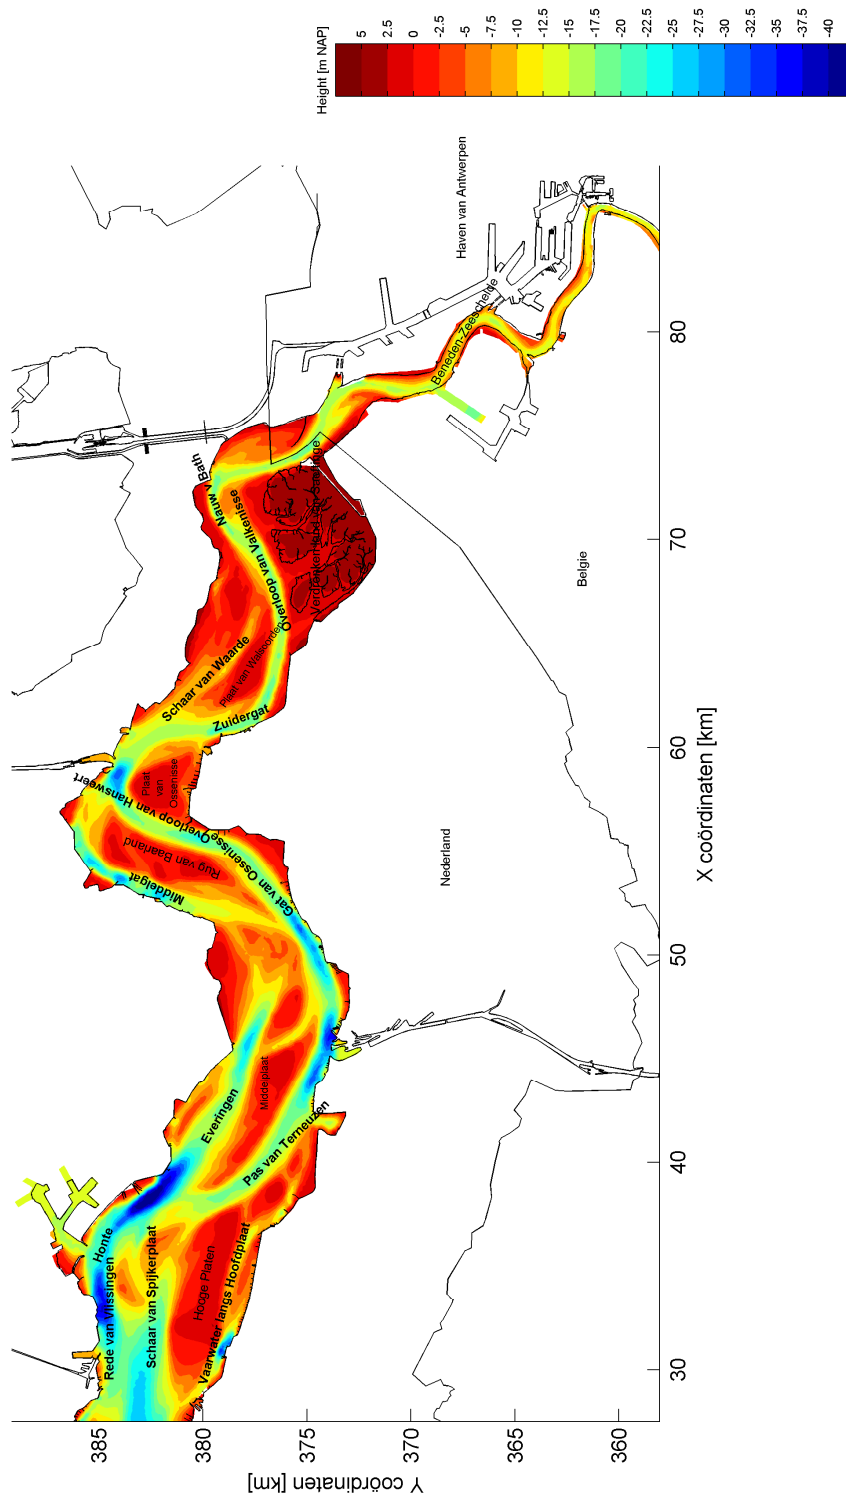 Height [m NAP]
5
2.5
0
-2.5
-5
-7.5
-10
-12.5
-15
-17.5
-20
-22.5
-25
-27.5
-30
-32.5
-35
-37.5
-40
Haven van Antwerpen
Beneden-Zeeschelde
Nauw v Bath
Overloop van Valkenisse
Verdronken land van Saeftinge
Schaar van Waarde
Plaat van Walsoorden
Zuidergat
Belgie
Plaat
van
Ossenisse
Overloop van Hansweert
Rug van Baarland
Middelgat
Gat van Ossenisse
Nederland
Everingen
Middelplaat
Pas van Terneuzen
Honte
Rede van Vlissingen
Schaar van Spijkerplaat
Hooge Platen
Vaarwater langs Hoofdplaat
385
380
375
370
365
360
Y coördinaten [km]
30
40
50
60
70
80
X coördinaten [km]